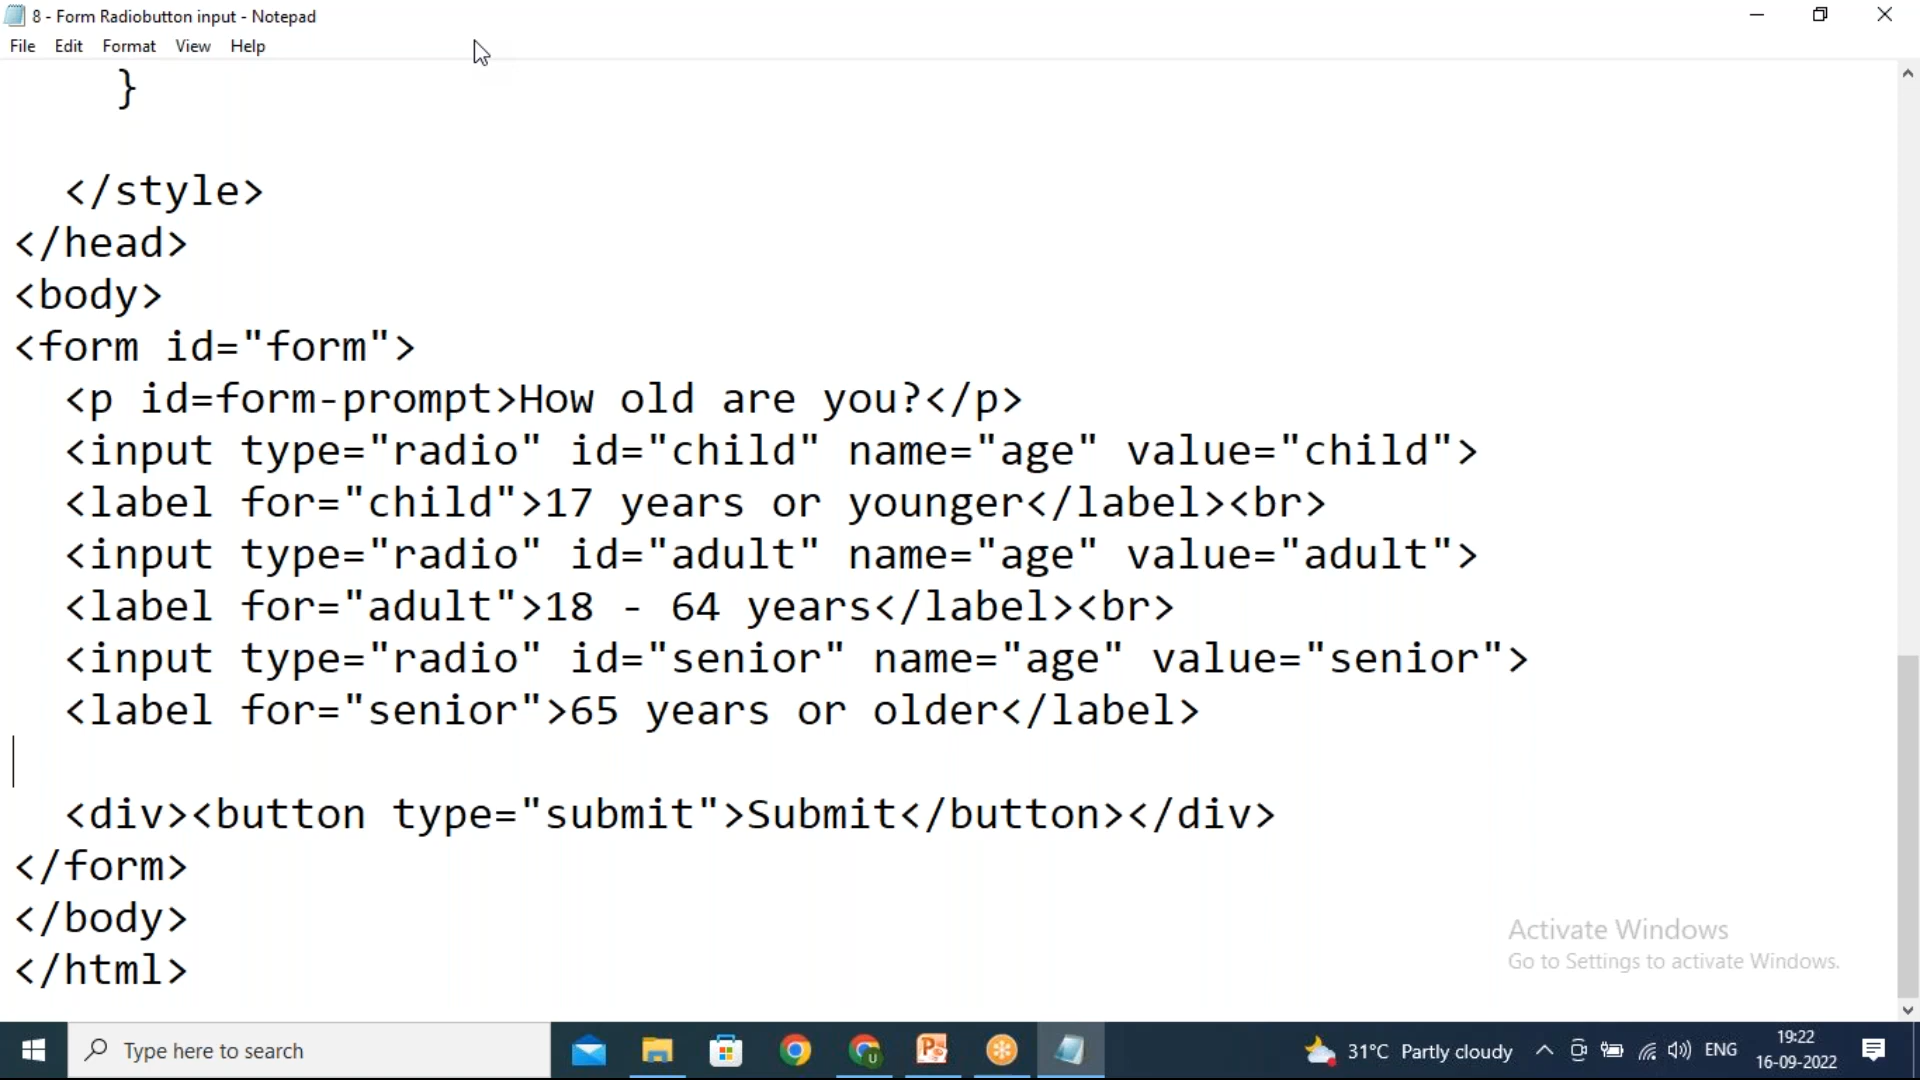 8 - Form Radiobutton input - Notepad
File Edit Format View Help
}
</style>
</head>
<body>
<form id="form">
<p id=form-prompt>How old are you?</p>
<input type="radio" id="child" name="age" value="child">
<label for="child">17 years or younger</label><br>
<input type="radio" id="adult" name="age" value="adult">
<label for="adult">18 - 64 years</label><br>
<input type="radio" id="senior" name="age" value="senior">
<label for="senior">65 years or older</label>
<div><button type="submit">Submit</button></div>
</form>
</body>
</html>
Activate Windows
Go to Settings to activate Windows.
Type here to search
U
31°C Partly cloudy
ENG
19:22
16-09-2022